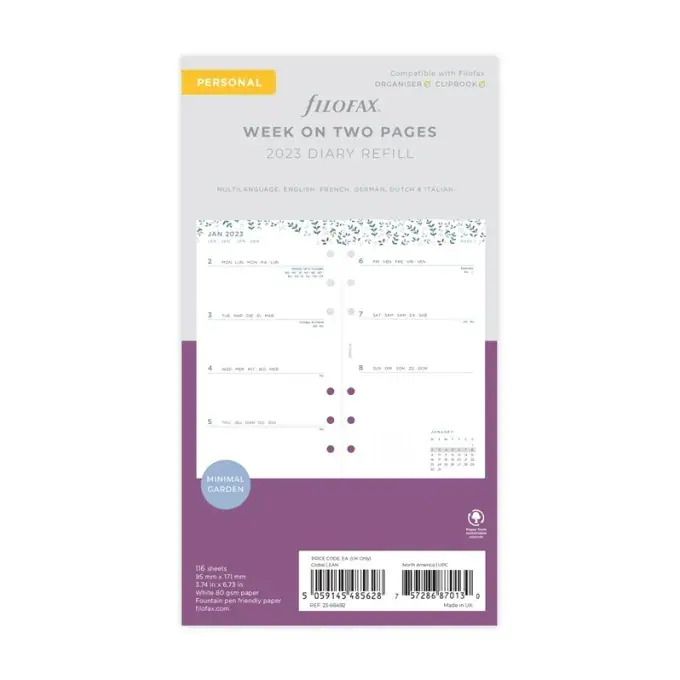 PERSONAL
Compatible with Filofax
ORGANISER CLIPBOOK
fILOFAX.
WEEK ON TWO PAGES
2023 DIARY REFILL
MULTILANGUAGE, ENGLISH, FRENCH, GERMAN, DUTCH & ITALIAN
JAN 2023
2 MON LUN MON MA LUN
3 TUE MAR DIE DI MAR
4 WED MER MIT WO MER
5 THU JEU DON DO GIO
6 FRI VEN FRE VR VEN
7 SAT SAM SAM ZA SAB
8 SUN DIM SON ZO DOM
JANUARY
MINIMAL
GARDEN
116 sheets
95 mm x 171 mm
3.74 in x 6.73 in
White 80 gsm paper
Fountain pen friendly paper
filofax.com
PRICE CODE: EA (UK Only)
Global | EAN
North America | UPC
5 059145 485628
7 57286 87013 0
REF: 23-68492
Made in UK